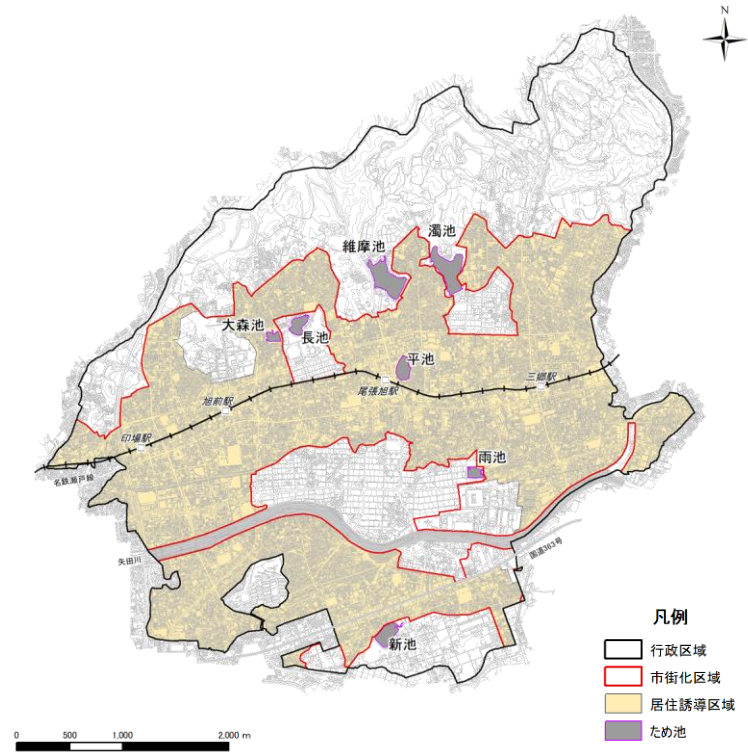 N
濁池
維摩池
大森池
長池
平池
三郷駅
尾張旭駅
旭前駅
印場駅
名鉄瀬戸線
雨池
国道363号
矢田川
新池
凡例
行政区域
市街化区域
居住誘導区域
ため池
0 500 1,000 2,000 m